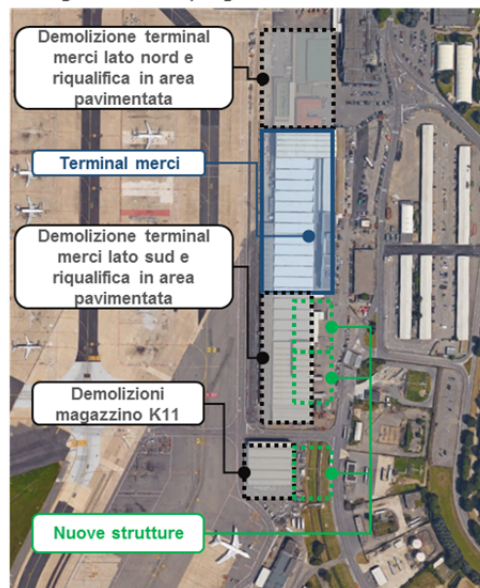 Demolizione terminal
merci lato nord e
riqualifica in area
pavimentata
Terminal merci
Demolizione terminal
merci lato sud e
riqualifica in area
pavimentata
Demolizioni
magazzino K11
Nuove strutture